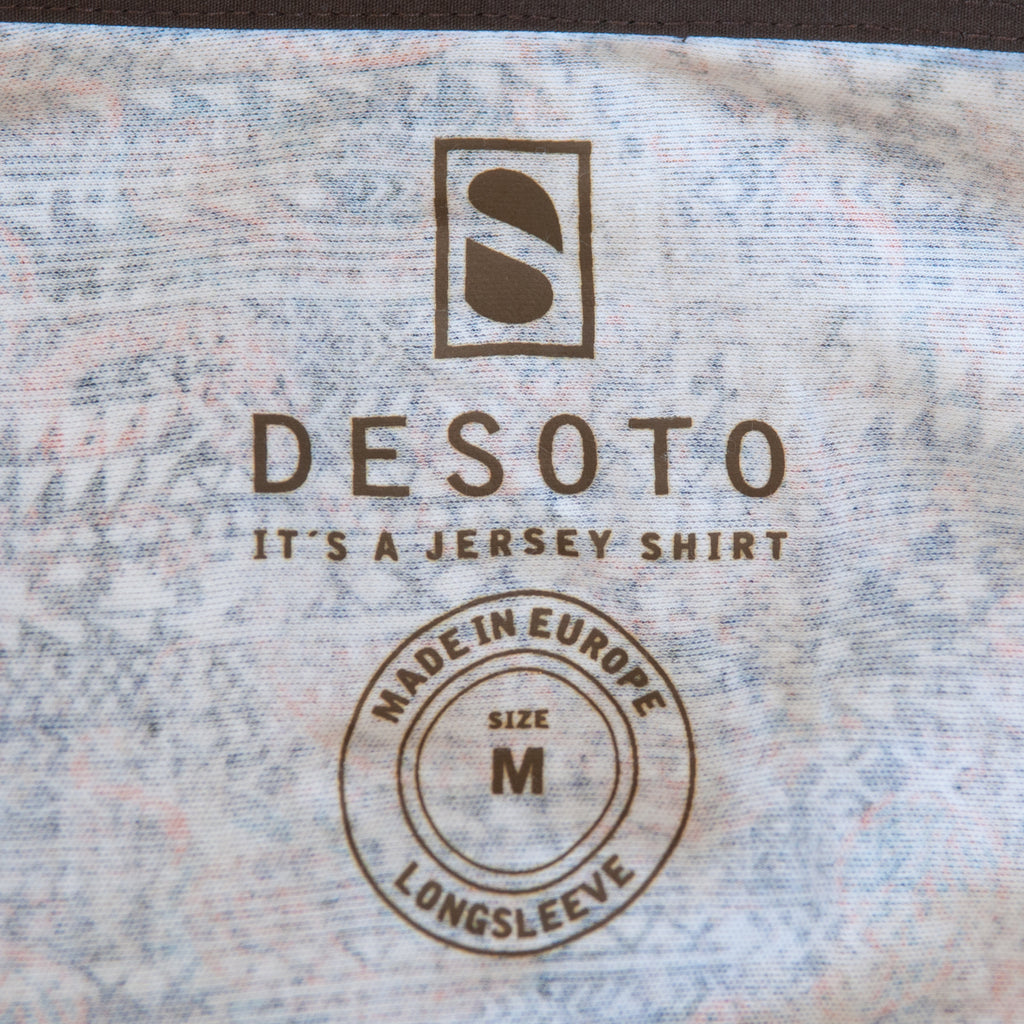 S
DESOTO
IT´S A JERSEY SHIRT
MADE IN EUROPE
SIZE
M
LONGSLEEVE